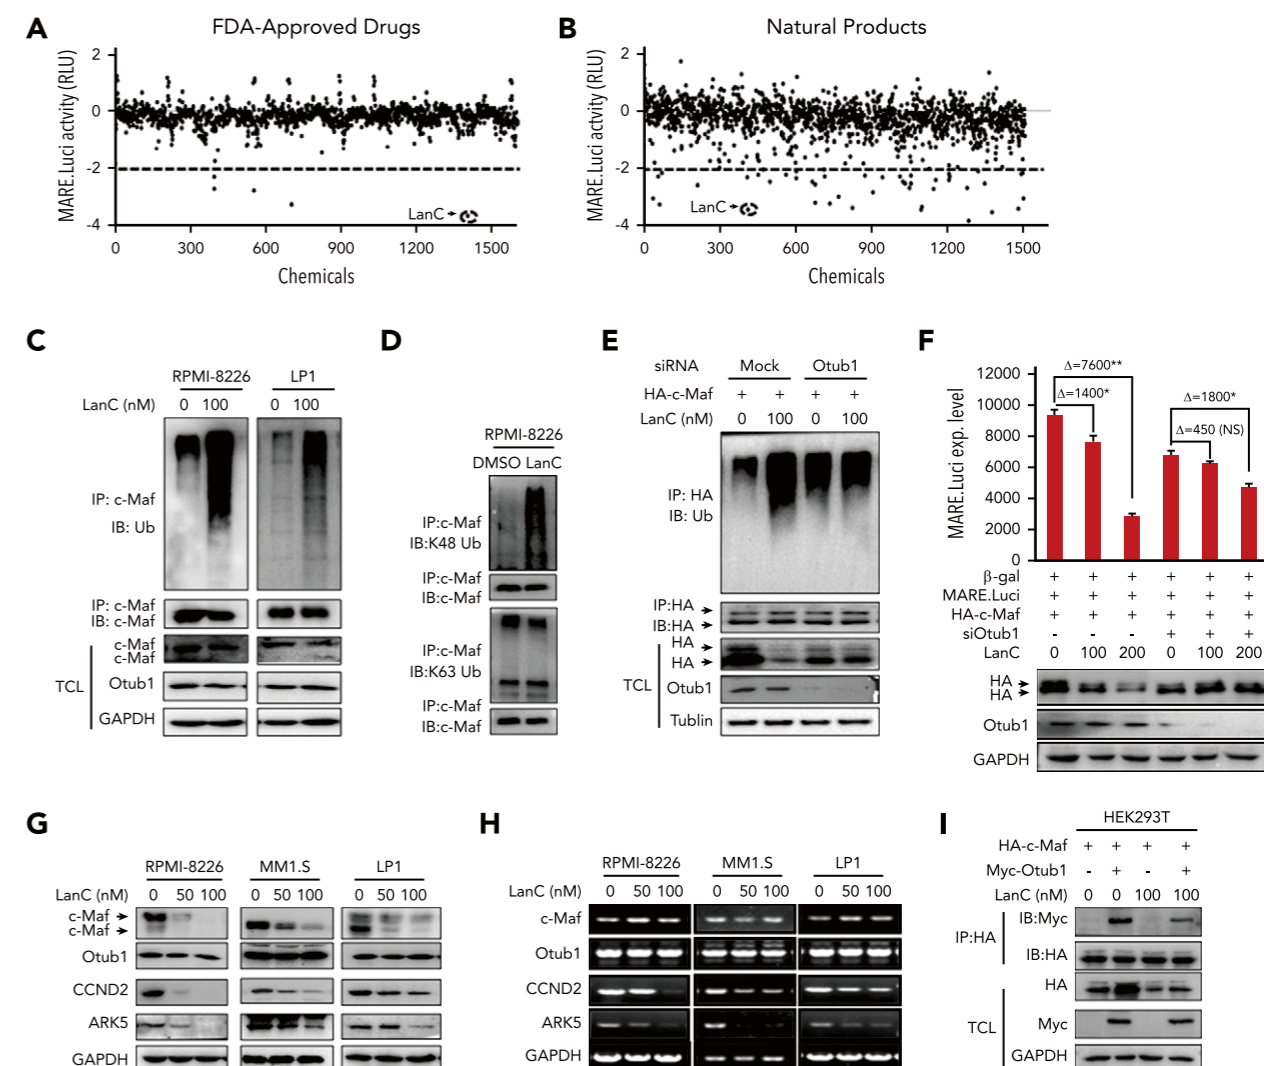 A
FDA-Approved Drugs
MARE.Luci activty (RLU)
2
0
-2
-4
LanC
0 300 600 900 1200 1500
Chemicals
B
Natural Products
MARE.Luci activty (RLU)
2
0
-2
-4
LanC
0 300 600 900 1200 1500
Chemicals
C
RPMI-8226 LP1
LanC (nM) 0 100 0 100
IP: c-Maf
IB: Ub
IP: c-Maf
IB: c-Maf
c-Maf
c-Maf
TCL
Otub1
GAPDH
D
RPMI-8226
DMSO LanC
IP:c-Maf
IB:K48 Ub
IP:c-Maf
IB:c-Maf
IP:c-Maf
IB:K63 Ub
IP:c-Maf
IB:c-Maf
E
siRNA Mock Otub1
HA-c-Maf + + + +
LanC (nM) 0 100 0 100
IP: HA
IB: Ub
IP:HA
IB:HA
HA
HA
TCL
Otub1
Tublin
F
MARE.Luci exp. level
12000
10000
8000
6000
4000
2000
0
Δ=7600**
Δ=1400*
Δ=1800*
Δ=450 (NS)
β-gal + + + + + +
MARE.Luci + + + + + +
HA-c-Maf + + + + + +
siOtub1 - - - + + +
LanC 0 100 200 0 100 200
HA
HA
Otub1
GAPDH
G
RPMI-8226 MM1.S LP1
LanC (nM) 0 50 100 0 50 100 0 50 100
c-Maf
c-Maf
Otub1
CCND2
ARK5
GAPDH
H
RPMI-8226 MM1.S LP1
LanC (nM) 0 50 100 0 50 100 0 50 100
c-Maf
Otub1
CCND2
ARK5
GAPDH
I
HEK293T
HA-c-Maf + + + +
Myc-Otub1 - + - +
LanC (nM) 0 0 100 100
IP:HA
IB:Myc
IB:HA
TCL
HA
Myc
GAPDH